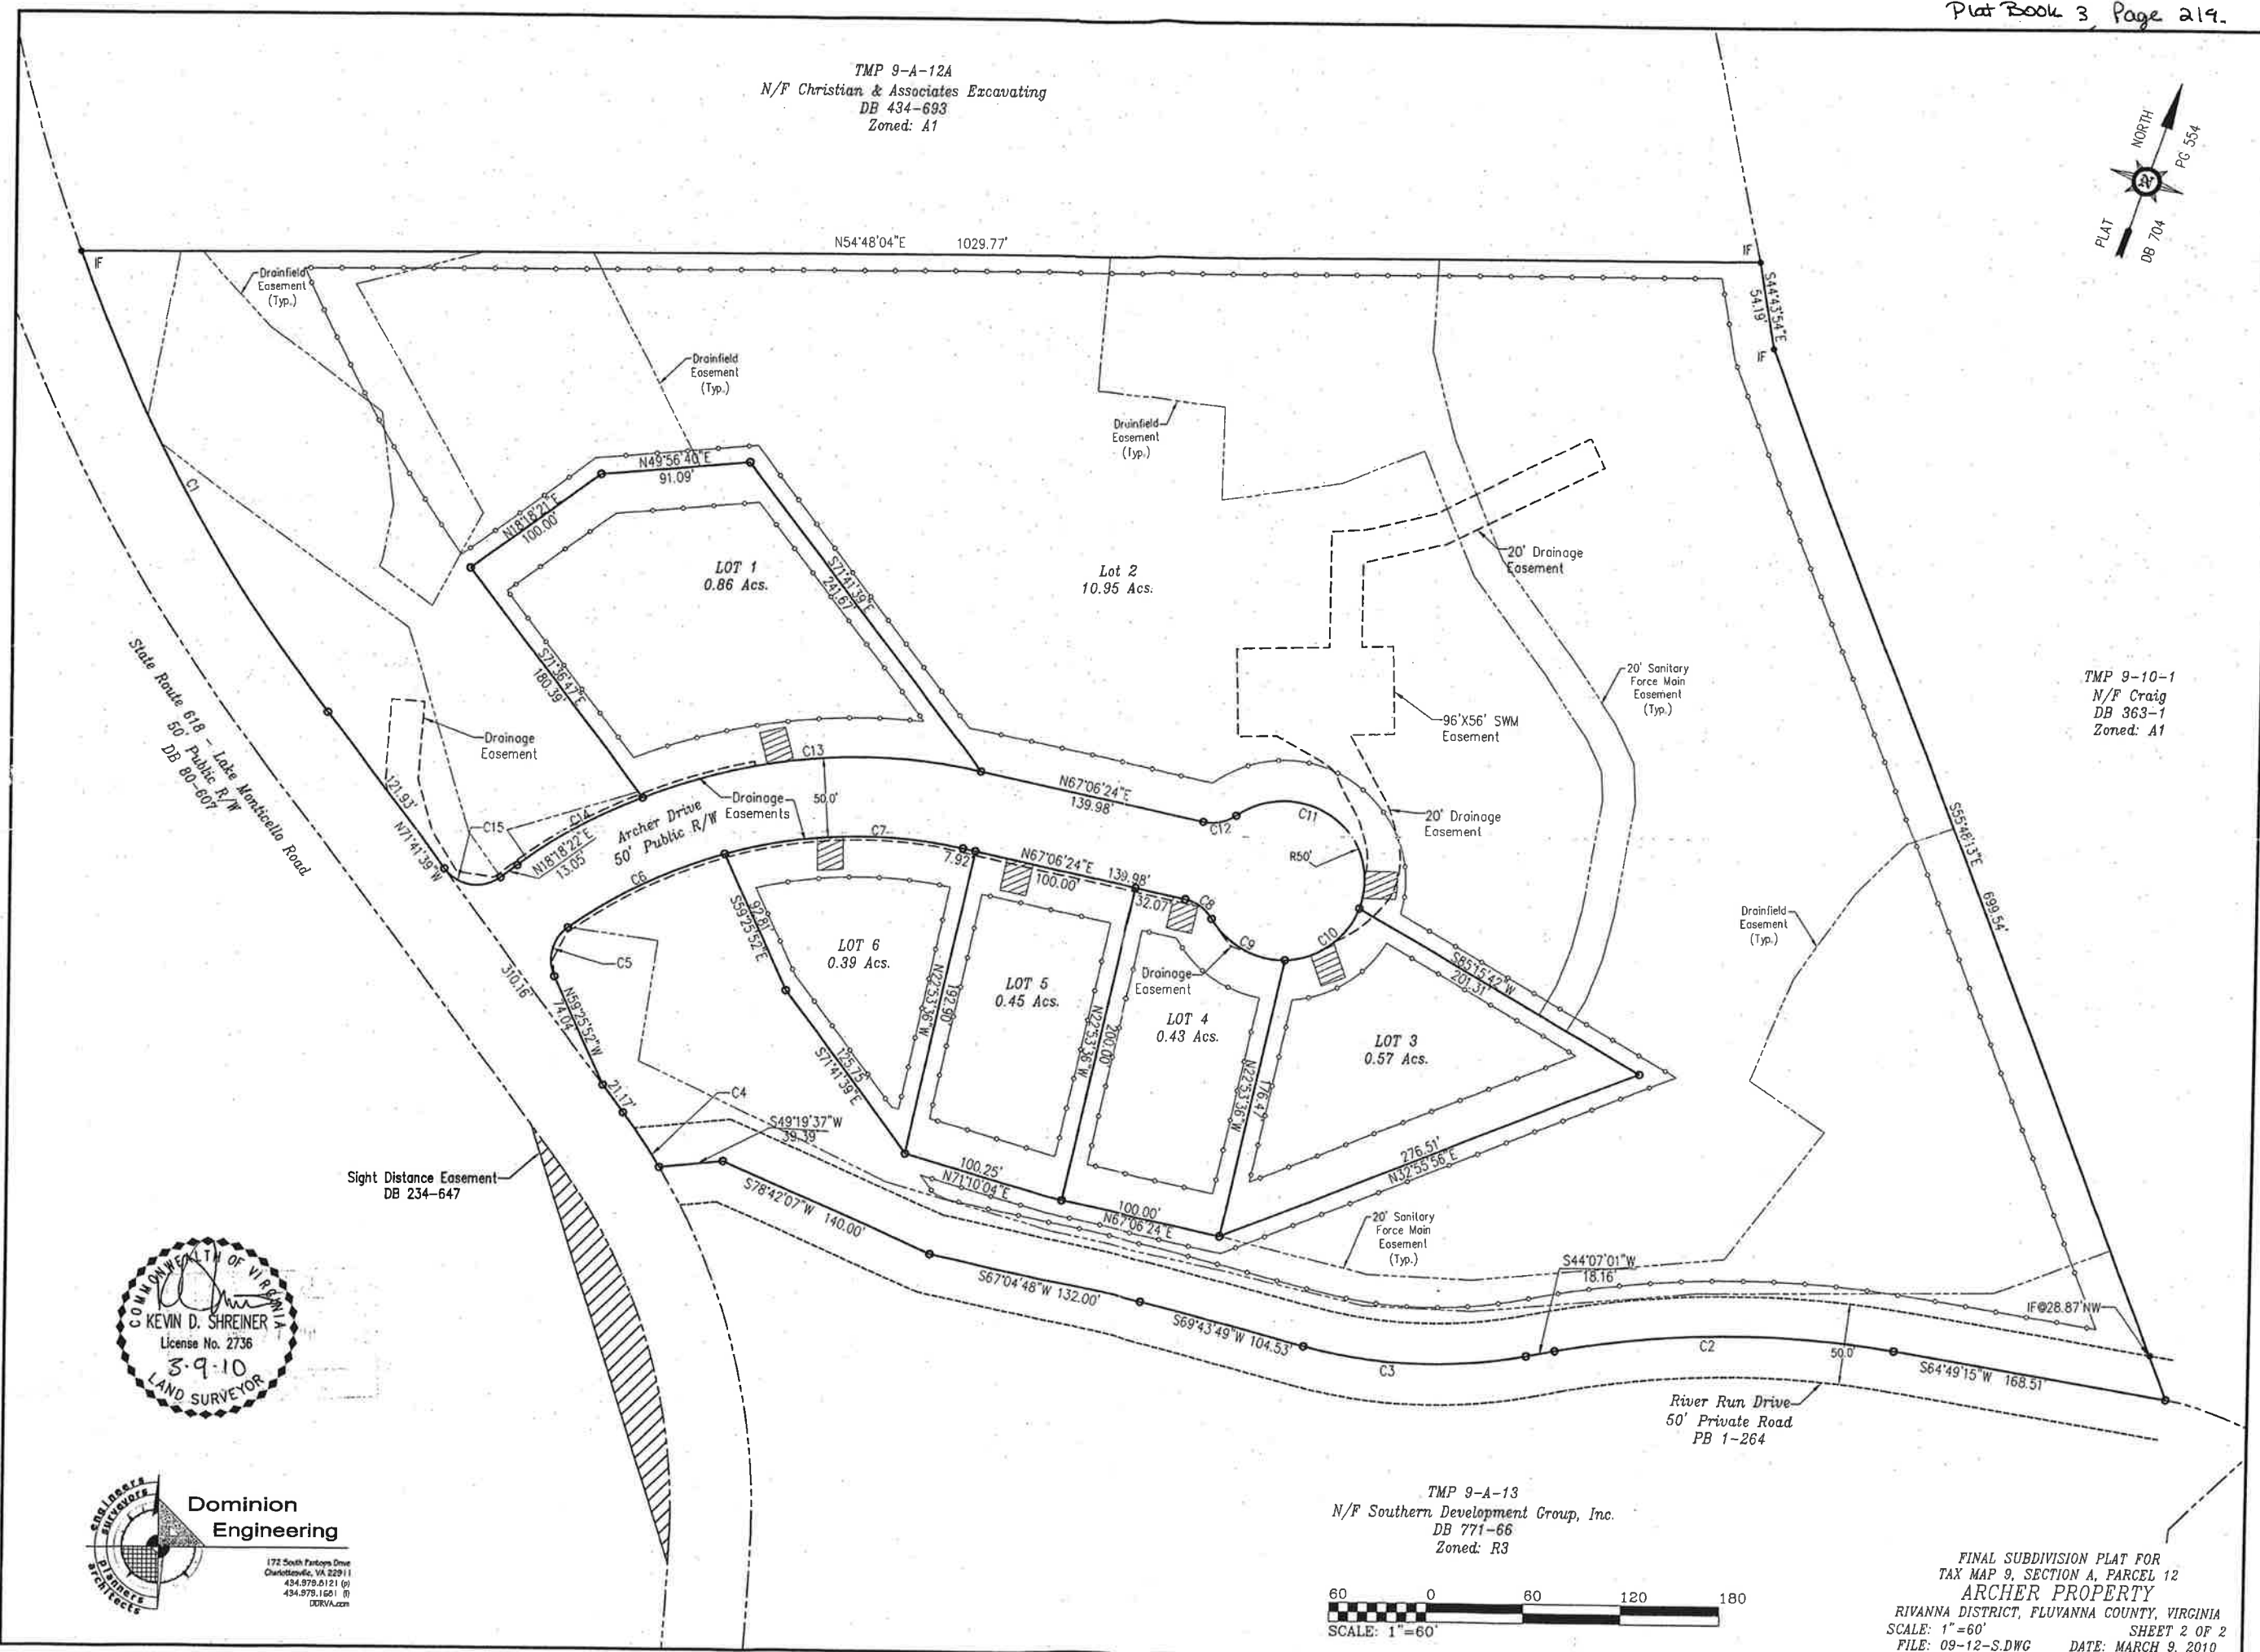 Plat Book 3, Page 219.
TMP 9-A-12A
N/F Christian & Associates Excavating
DB 434-693
Zoned: A1
NORTH
PG 554
PLAT
DB 704
N54°48'04"E 1029.77'
IF
IF
S44°43'54"E
54.19'
IF
Drainfield
Easement
(Typ.)
Drainfield
Easement
(Typ.)
Drainfield
Easement
(Typ.)
C1
N49°56'40"E
91.09'
N18°18'21"E
100.00'
LOT 1
0.86 Acs.
S71°41'39"E
241.67'
S71°36'47"E
180.39'
Lot 2
10.95 Acs.
20' Drainage
Easement
20' Sanitary
Force Main
Easement
(Typ.)
96'X56' SWM
Easement
TMP 9-10-1
N/F Craig
DB 363-1
Zoned: A1
State Route 618 - Lake Monticello Road
50' Public R/W
DB 80-607
Drainage
Easement
121.93'
N71°41'39"W
C15
C14
N18°18'22"E
13.05'
Archer Drive
50' Public R/W
Drainage
Easements
C13
50.0'
N67°06'24"E
139.98'
C12
C11
R50'
20' Drainage
Easement
S55°48'13"E
699.54'
C7
C6
7.92'
N67°06'24"E 139.98'
100.00'
32.07'
C8
C9
C10
Drainage
Easement
C5
310.16'
N59°25'52"W
74.04'
21.17'
S59°25'52"E
92.81'
LOT 6
0.39 Acs.
N22°53'36"W
192.90'
LOT 5
0.45 Acs.
N22°53'36"W
200.00'
LOT 4
0.43 Acs.
N22°53'36"W
176.47'
LOT 3
0.57 Acs.
S85°15'42"W
201.31'
Drainfield
Easement
(Typ.)
S71°41'39"E
125.75'
C4
S49°19'37"W
39.39'
100.25'
N71°10'04"E
100.00'
N67°06'24"E
276.51'
N32°55'56"E
Sight Distance Easement
DB 234-647
S78°42'07"W 140.00'
S67°04'48"W 132.00'
S69°43'49"W 104.53'
20' Sanitary
Force Main
Easement
(Typ.)
S44°07'01"W
18.16'
C3
C2
50.0'
IF@28.87'NW
S64°49'15"W 168.51'
River Run Drive
50' Private Road
PB 1-264
COMMONWEALTH OF VIRGINIA
KEVIN D. SHREINER
License No. 2736
3-9-10
LAND SURVEYOR
engineers
surveyors
planners
architects
Dominion
Engineering
172 South Pantops Drive
Charlottesville, VA 22911
434.979.8121 (p)
434.979.1681 (f)
DDRVA.com
TMP 9-A-13
N/F Southern Development Group, Inc.
DB 771-66
Zoned: R3
60 0 60 120 180
SCALE: 1"=60'
FINAL SUBDIVISION PLAT FOR
TAX MAP 9, SECTION A, PARCEL 12
ARCHER PROPERTY
RIVANNA DISTRICT, FLUVANNA COUNTY, VIRGINIA
SCALE: 1"=60' SHEET 2 OF 2
FILE: 09-12-S.DWG DATE: MARCH 9, 2010